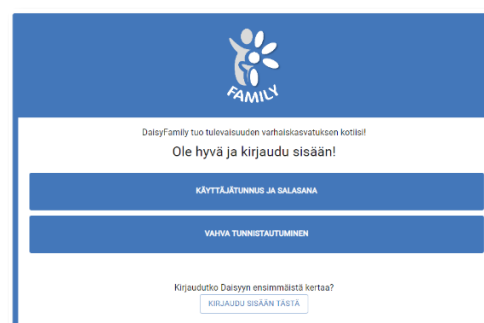 FAMILY
DaisyFamily tuo tulevaisuuden varhaiskasvatuksen kotiisi!
Ole hyvä ja kirjaudu sisään!
KÄYTTÄJÄTUNNUS JA SALASANA
VAHVA TUNNISTAUTUMINEN
Kirjaudutko Daisyyn ensimmäistä kertaa?
KIRJAUDU SISÄÄN TÄSTÄ